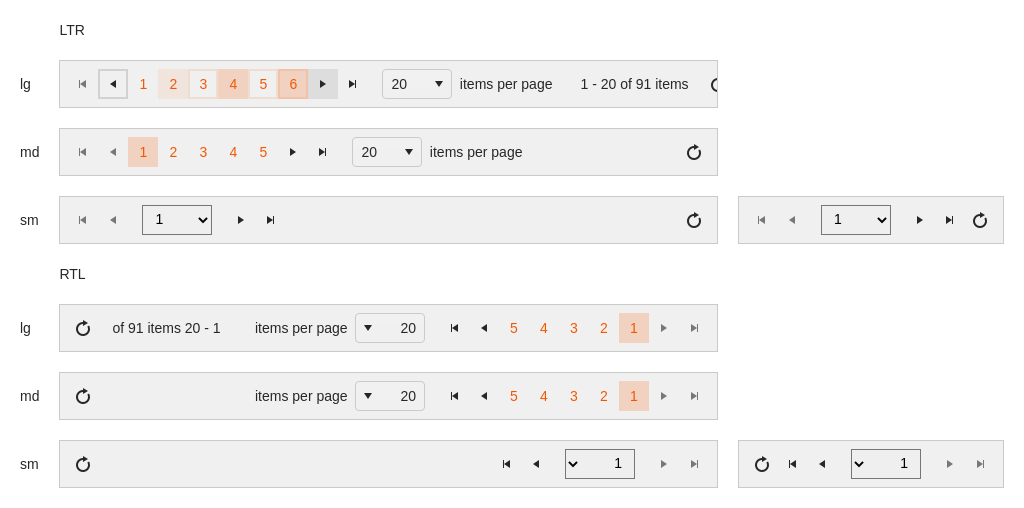 LTR
lg 1 2 3 4 5 6 20 items per page 1 - 20 of 91 items
md 1 2 3 4 5 20 items per page
sm 1 1
RTL
lg of 91 items 20 - 1 items per page 20 5 4 3 2 1
md items per page 20 5 4 3 2 1
sm 1 1